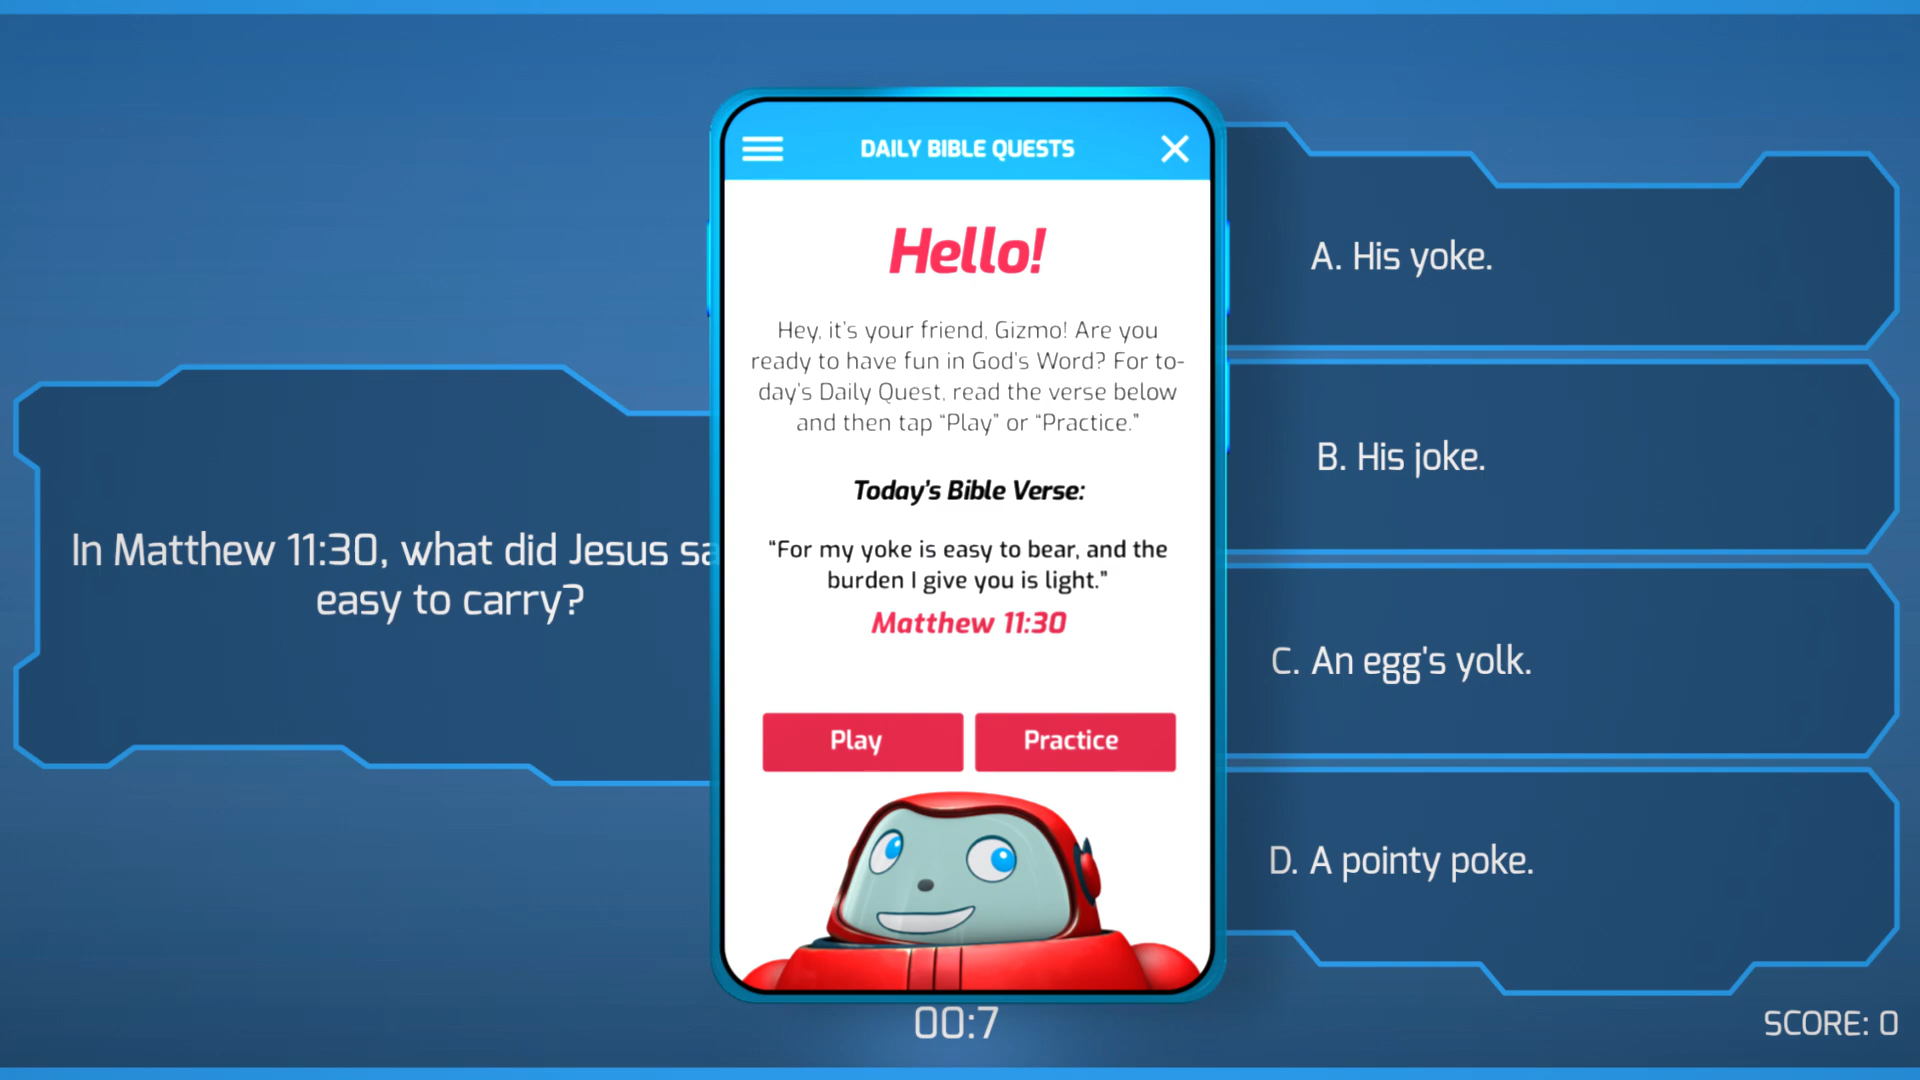 DAILY BIBLE QUESTS
Hello!
Hey, it's your friend, Gizmo! Are you
ready to have fun in God's Word? For to-
day's Daily Quest, read the verse below
and then tap “Play” or “Practice.”
Today's Bible Verse:
“For my yoke is easy to bear, and the
burden I give you is light.”
Matthew 11:30
Play
Practice
In Matthew 11:30, what did Jesus sa
easy to carry?
A. His yoke.
B. His joke.
C. An egg's yolk.
D. A pointy poke.
00:7
SCORE: 0